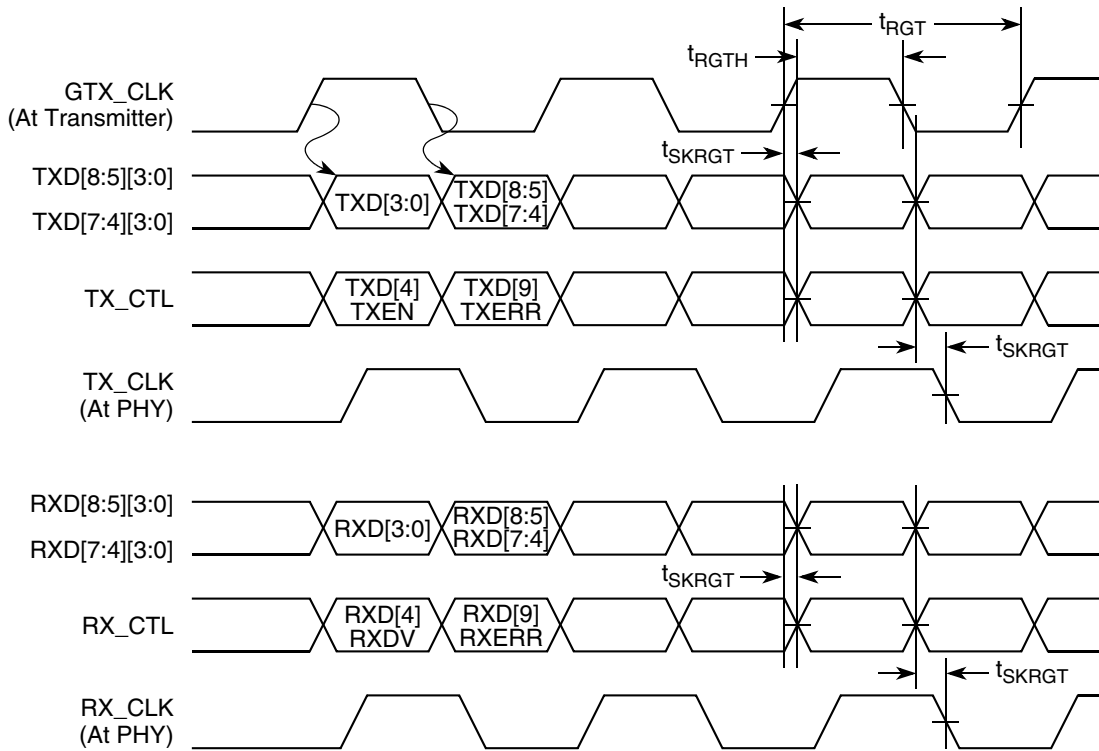 tRGT
tRGTH
GTX_CLK
(At Transmitter)
tSKRGT
TXD[8:5][3:0]
TXD[7:4][3:0]
TXD[3:0]
TXD[8:5]
TXD[7:4]
TX_CTL
TXD[4]
TXEN
TXD[9]
TXERR
tSKRGT
TX_CLK
(At PHY)
RXD[8:5][3:0]
RXD[7:4][3:0]
RXD[3:0]
RXD[8:5]
RXD[7:4]
tSKRGT
RX_CTL
RXD[4]
RXDV
RXD[9]
RXERR
tSKRGT
RX_CLK
(At PHY)